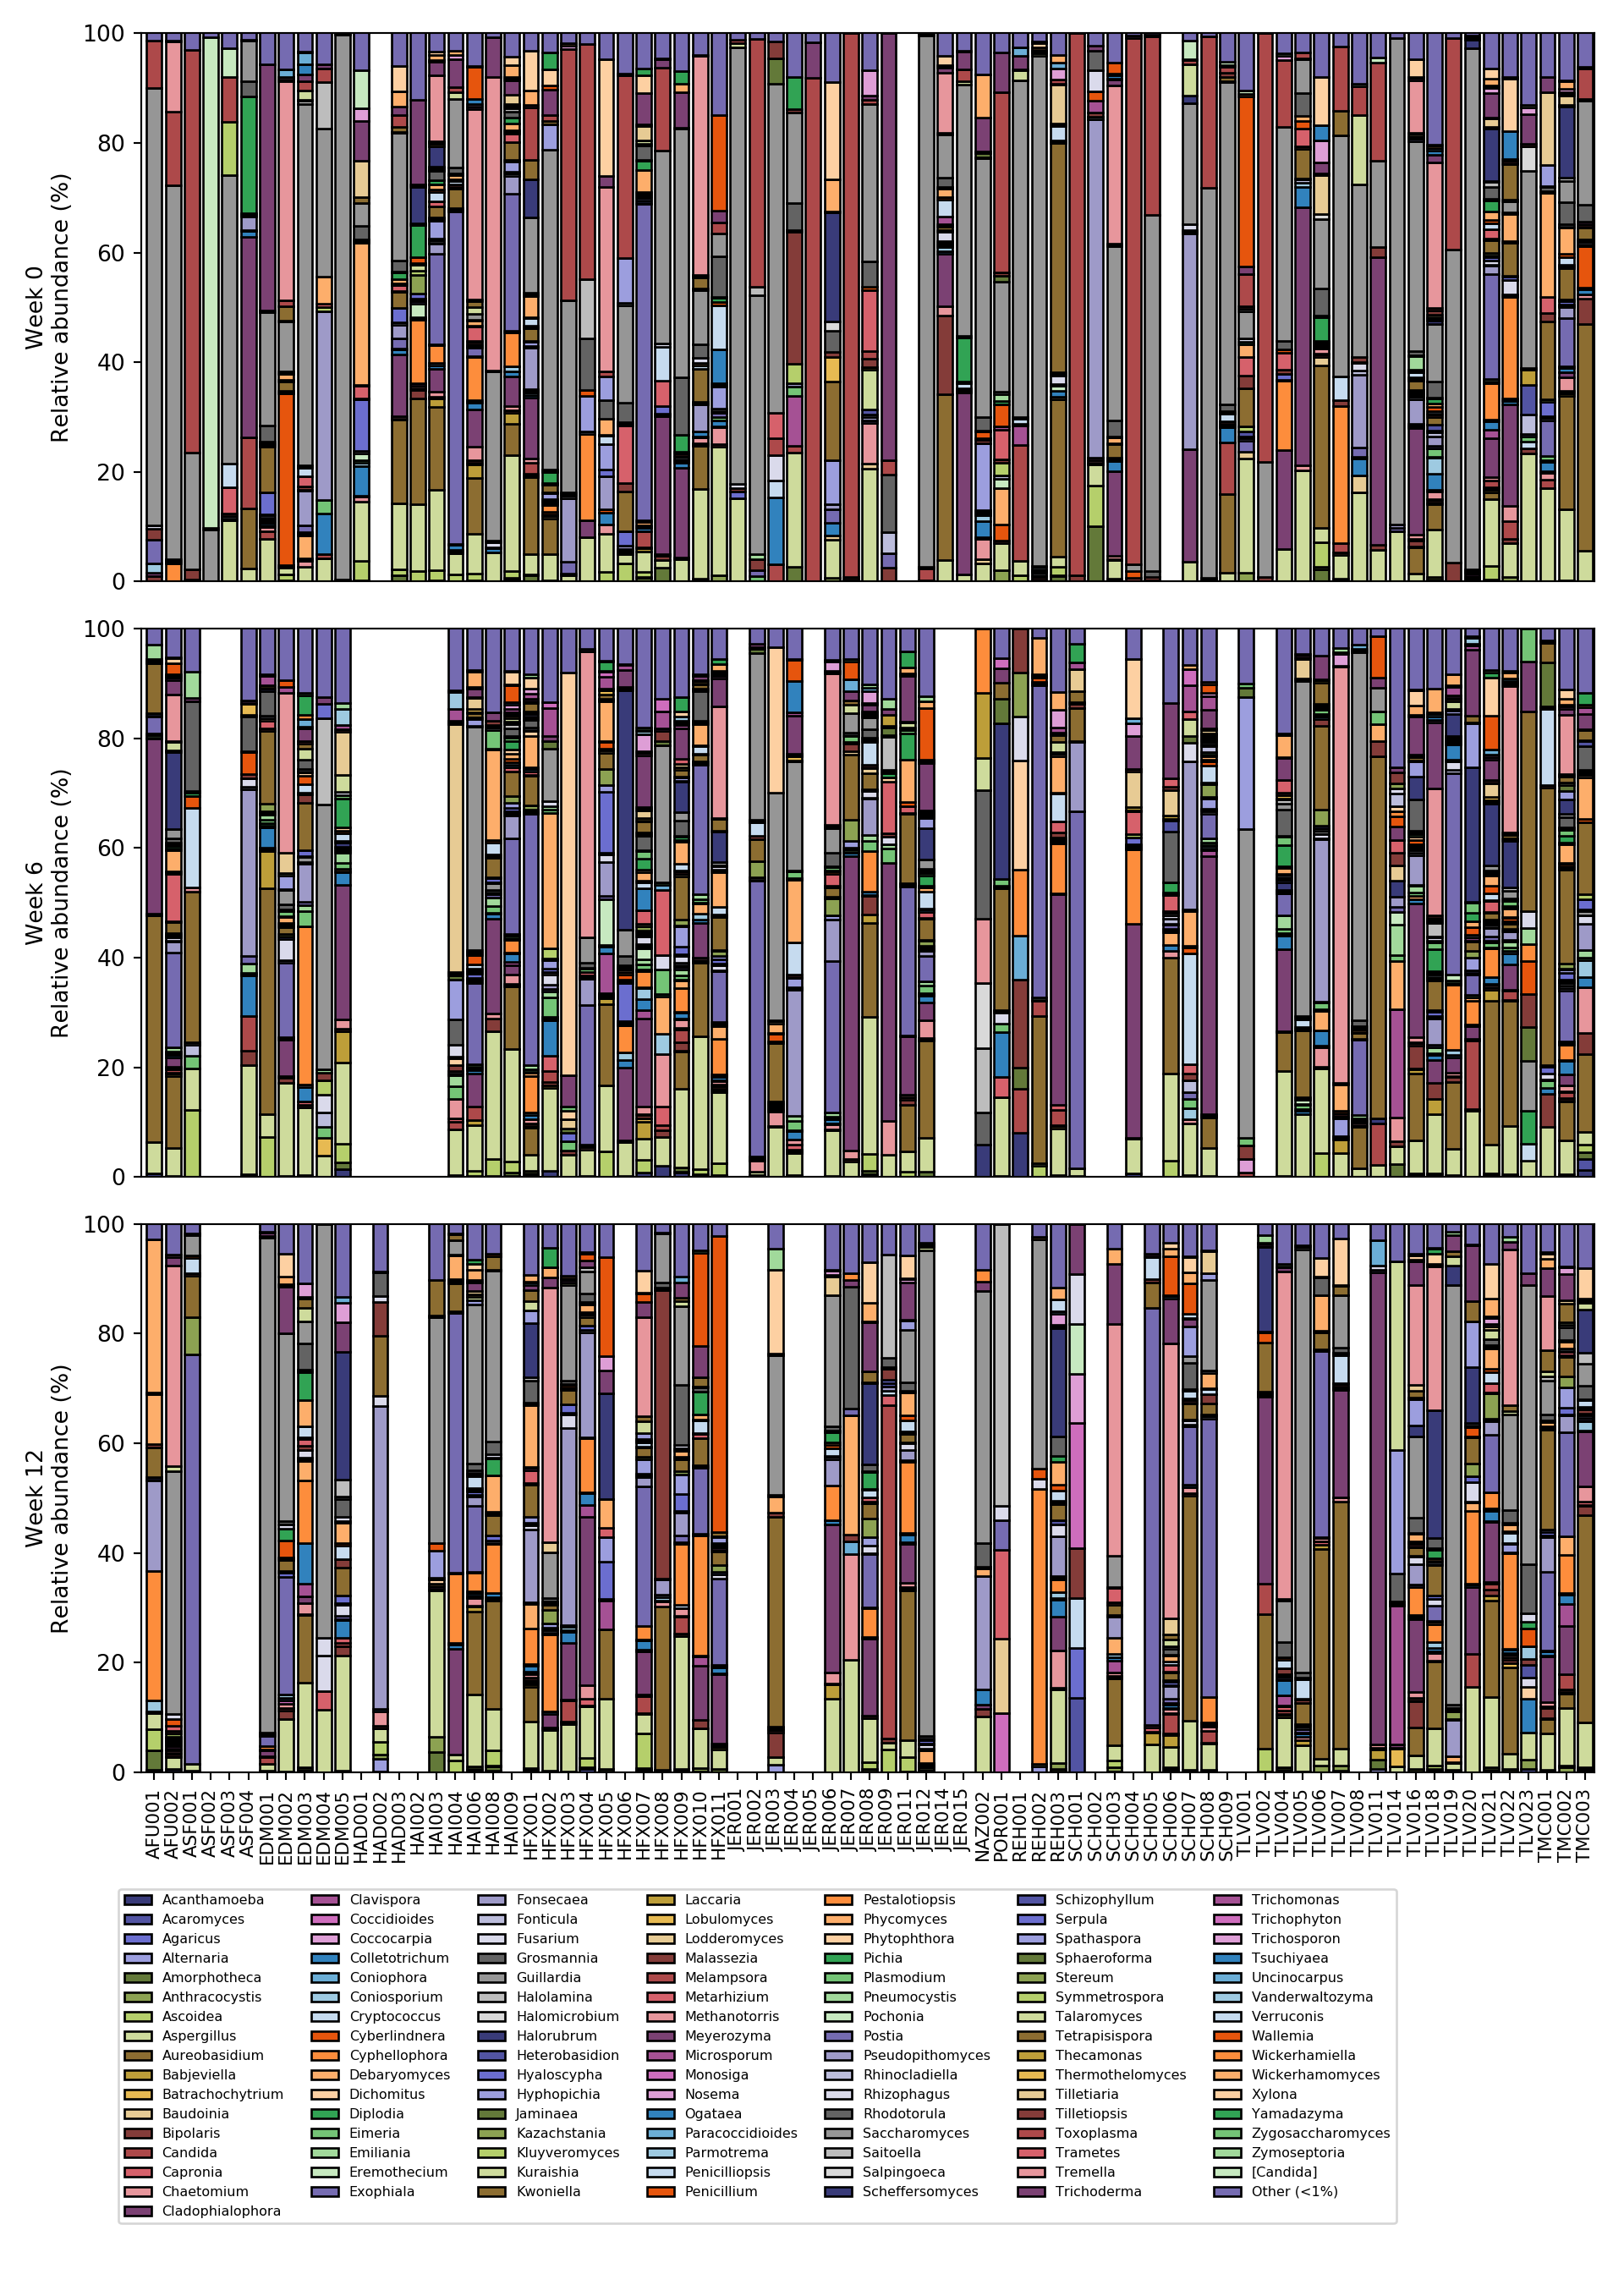 100
80
60
40
20
0
Week 0
Relative abundance (%)
100
80
60
40
20
0
Week 6
Relative abundance (%)
100
80
60
40
20
0
Week 12
Relative abundance (%)
AFU001
AFU002
ASF001
ASF002
ASF003
ASF004
EDM001
EDM002
EDM003
EDM004
EDM005
HAD001
HAD002
HAD003
HAI002
HAI003
HAI004
HAI006
HAI008
HAI009
HFX001
HFX002
HFX003
HFX004
HFX005
HFX006
HFX007
HFX008
HFX009
HFX010
HFX011
JER001
JER002
JER003
JER004
JER005
JER006
JER007
JER008
JER009
JER011
JER012
JER014
JER015
NAZ002
POR001
REH001
REH002
REH003
SCH001
SCH002
SCH003
SCH004
SCH005
SCH006
SCH007
SCH008
SCH009
TLV001
TLV002
TLV004
TLV005
TLV006
TLV007
TLV008
TLV011
TLV014
TLV016
TLV018
TLV019
TLV020
TLV021
TLV022
TLV023
TMC001
TMC002
TMC003
Acanthamoeba
Acaromyces
Agaricus
Alternaria
Amorphotheca
Anthracocystis
Ascoidea
Aspergillus
Aureobasidium
Babjeviella
Batrachochytrium
Baudoinia
Bipolaris
Candida
Capronia
Chaetomium
Cladophialophora
Clavispora
Coccidioides
Coccocarpia
Colletotrichum
Coniophora
Coniosporium
Cryptococcus
Cyberlindnera
Cyphellophora
Debaryomyces
Dichomitus
Diplodia
Eimeria
Emiliania
Eremothecium
Exophiala
Fonsecaea
Fonticula
Fusarium
Grosmannia
Guillardia
Halolamina
Halomicrobium
Halorubrum
Heterobasidion
Hyaloscypha
Hyphopichia
Jaminaea
Kazachstania
Kluyveromyces
Kuraishia
Kwoniella
Laccaria
Lobulomyces
Lodderomyces
Malassezia
Melampsora
Metarhizium
Methanotorris
Meyerozyma
Microsporum
Monosiga
Nosema
Ogataea
Paracoccidioides
Parmotrema
Penicilliopsis
Penicillium
Pestalotiopsis
Phycomyces
Phytophthora
Pichia
Plasmodium
Pneumocystis
Pochonia
Postia
Pseudopithomyces
Rhinocladiella
Rhizophagus
Rhodotorula
Saccharomyces
Saitoella
Salpingoeca
Scheffersomyces
Schizophyllum
Serpula
Spathaspora
Sphaeroforma
Stereum
Symmetrospora
Talaromyces
Tetrapisispora
Thecamonas
Thermothelomyces
Tilletiaria
Tilletiopsis
Toxoplasma
Trametes
Tremella
Trichoderma
Trichomonas
Trichophyton
Trichosporon
Tsuchiyaea
Uncinocarpus
Vanderwaltozyma
Verruconis
Wallemia
Wickerhamiella
Wickerhamomyces
Xylona
Yamadazyma
Zygosaccharomyces
Zymoseptoria
[Candida]
Other (<1%)